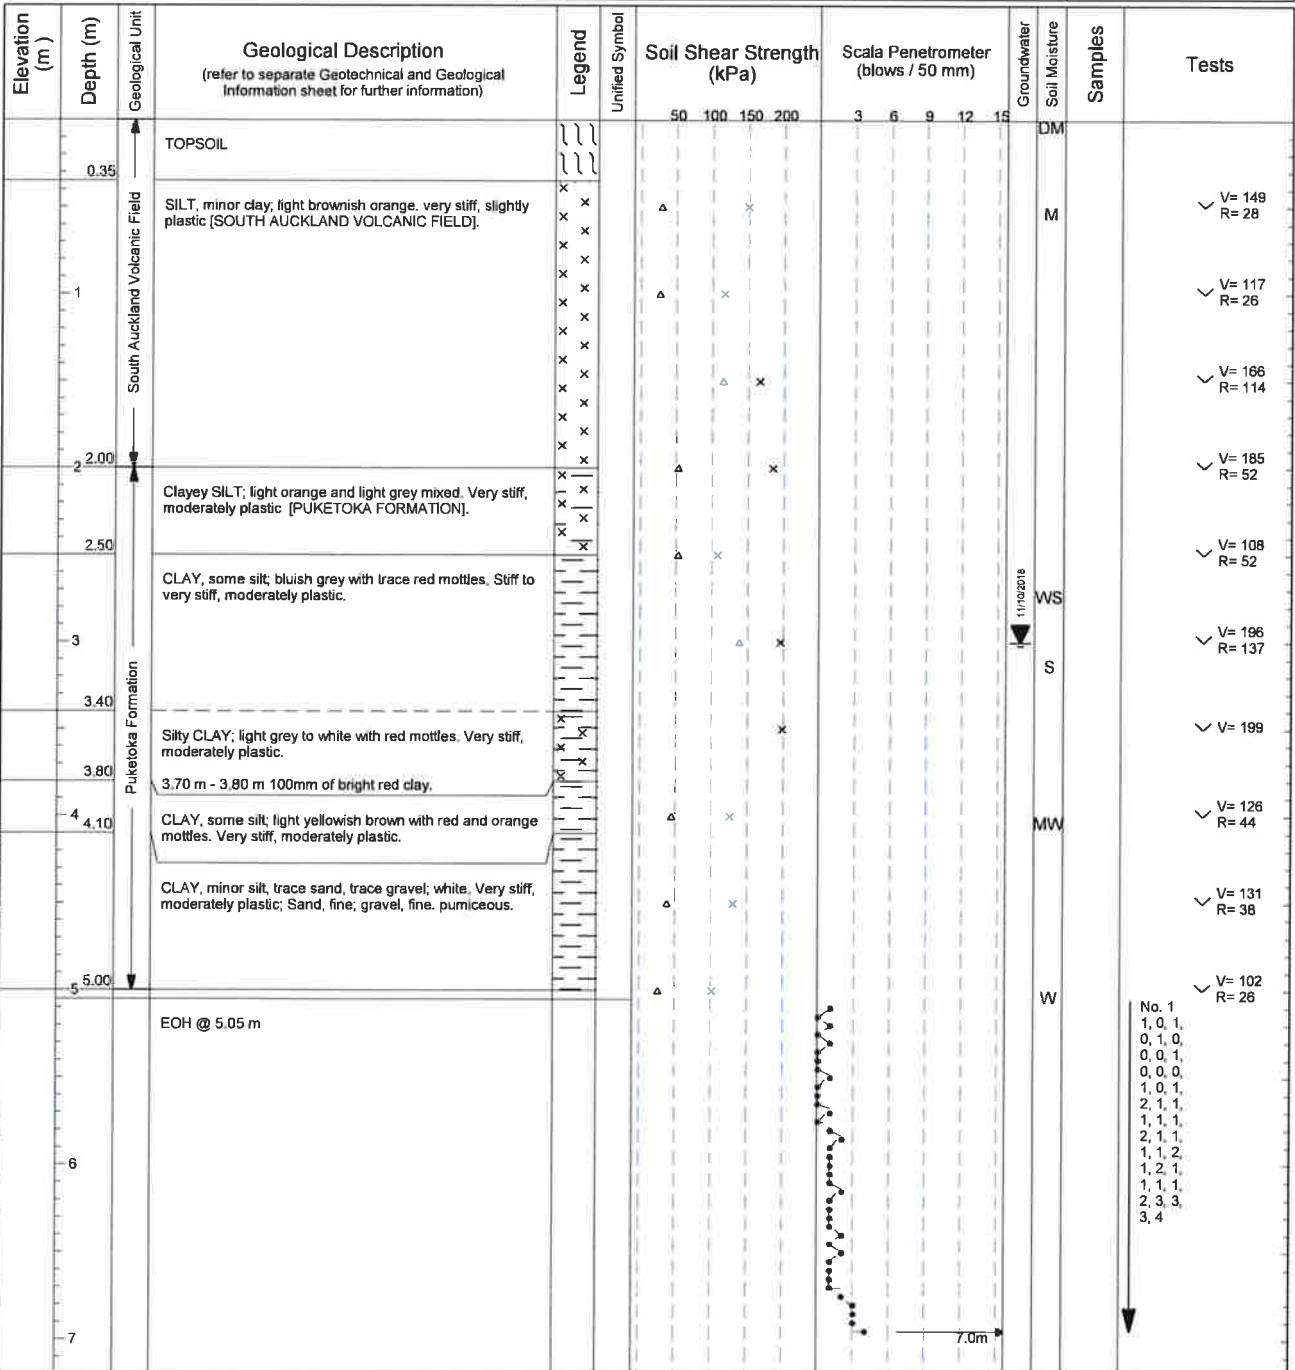 Elevation (m)
Depth (m)
Geological Unit
Geological Description
(refer to separate Geotechnical and Geological
Information sheet for further information)
Legend
Unified Symbol
Soil Shear Strength
(kPa)
50 100 150 200
Scala Penetrometer
(blows / 50 mm)
3 6 9 12 15
Groundwater
Soil Moisture
Samples
Tests
South Auckland Volcanic Field
TOPSOIL
DM
0.35
SILT, minor clay; light brownish orange. very stiff, slightly
plastic [SOUTH AUCKLAND VOLCANIC FIELD].
M
V= 149
R= 28
1
V= 117
R= 26
V= 166
R= 114
2 2.00
V= 185
R= 52
Puketoka Formation
Clayey SILT; light orange and light grey mixed. Very stiff,
moderately plastic [PUKETOKA FORMATION].
2.50
V= 108
R= 52
CLAY, some silt; bluish grey with trace red mottles. Stiff to
very stiff, moderately plastic.
11/10/2018
WS
3
V= 196
R= 137
S
3.40
Silty CLAY; light grey to white with red mottles. Very stiff,
moderately plastic.
V= 199
3.80
3.70 m - 3.80 m 100mm of bright red clay.
4
4.10
CLAY, some silt; light yellowish brown with red and orange
mottles. Very stiff, moderately plastic.
MW
V= 126
R= 44
CLAY, minor silt, trace sand, trace gravel; white. Very stiff,
moderately plastic; Sand, fine; gravel, fine. pumiceous.
V= 131
R= 38
5 5.00
W
V= 102
R= 26
EOH @ 5.05 m
No. 1
1, 0, 1,
0, 1, 0,
0, 0, 1,
0, 0, 0,
1, 0, 1,
2, 1, 1,
1, 1, 1,
2, 1, 1,
1, 1, 2,
1, 2, 1,
1, 1, 1,
2, 3, 3,
3, 4
6
7
7.0m